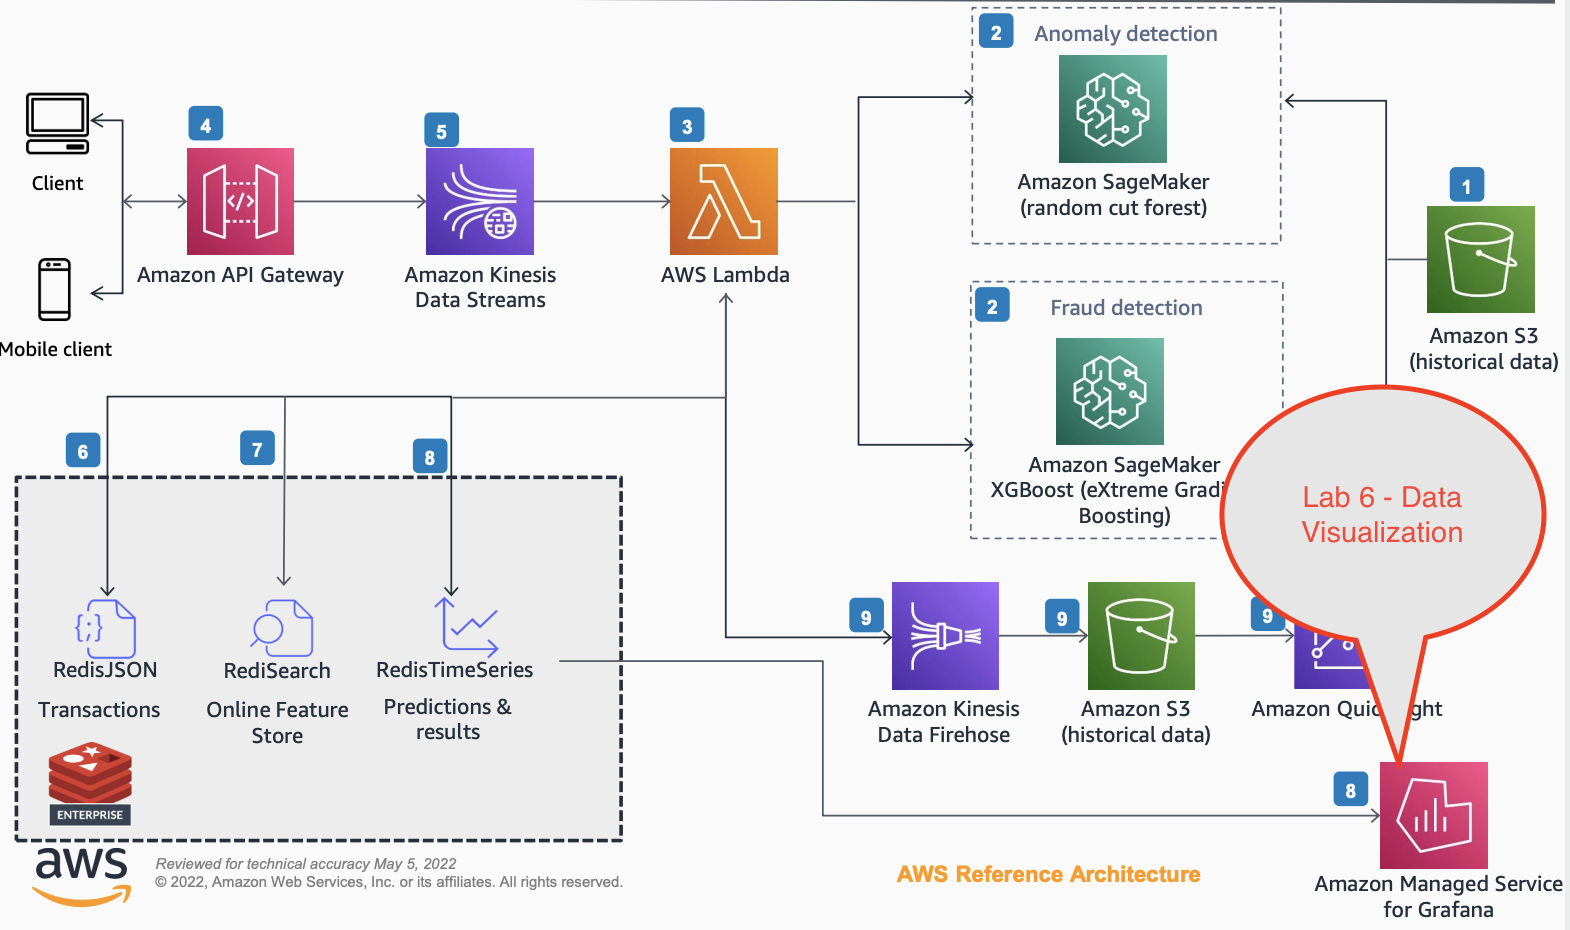 2
Anomaly detection
Amazon SageMaker
(random cut forest)
Client
Mobile client
4
Amazon API Gateway
5
Amazon Kinesis
Data Streams
3
AWS Lambda
1
Amazon S3
(historical data)
2
Fraud detection
Amazon SageMaker
XGBoost (eXtreme Gradi
Boosting)
Lab 6 - Data
Visualization
6
7
8
RedisJSON
Transactions
RediSearch
Online Feature
Store
RedisTimeSeries
Predictions &
results
ENTERPRISE
9
Amazon Kinesis
Data Firehose
9
Amazon S3
(historical data)
9
Amazon Quic ght
8
Amazon Managed Service
for Grafana
aws
Reviewed for technical accuracy May 5, 2022
© 2022, Amazon Web Services, Inc. or its affiliates. All rights reserved.
AWS Reference Architecture